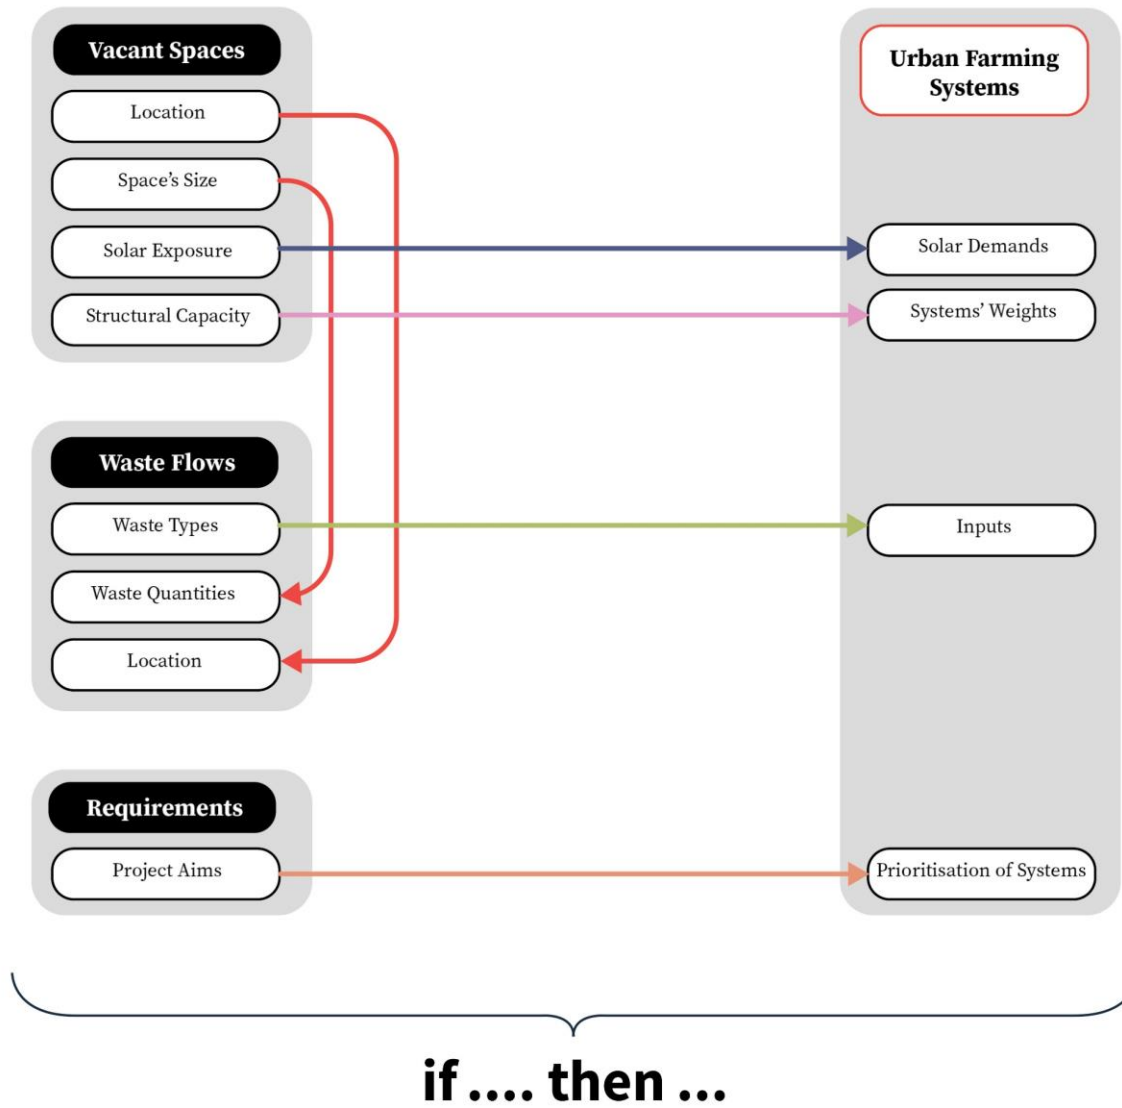 Vacant Spaces
Location
Space’s Size
Solar Exposure
Structural Capacity
Waste Flows
Waste Types
Waste Quantities
Location
Requirements
Project Aims
Urban Farming
Systems
Solar Demands
Systems’ Weights
Inputs
Prioritisation of Systems
if .... then ...